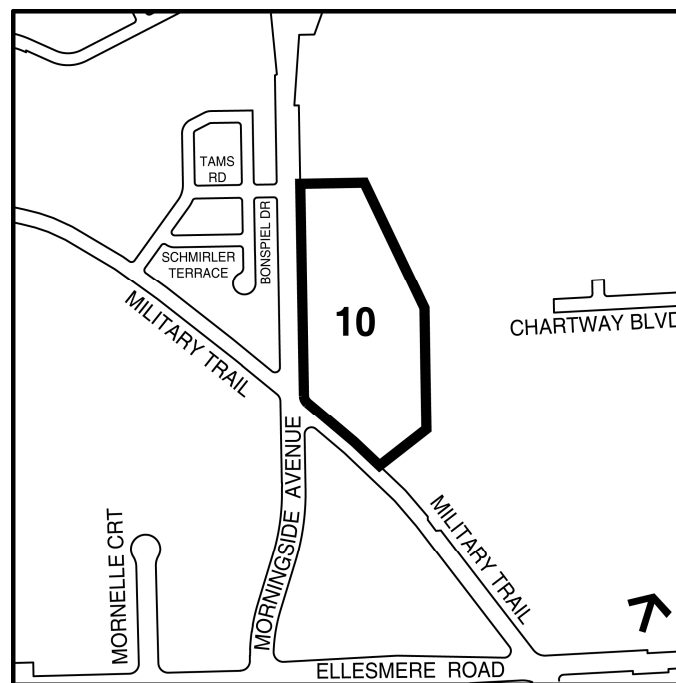 TAMS
RD
BONSPIEL DR
SCHMIRLER
TERRACE
MILITARY TRAIL
10
CHARTWAY BLVD
MORNINGSIDE AVENUE
MILITARY TRAIL
MORNELLE CRT
ELLESMERE ROAD